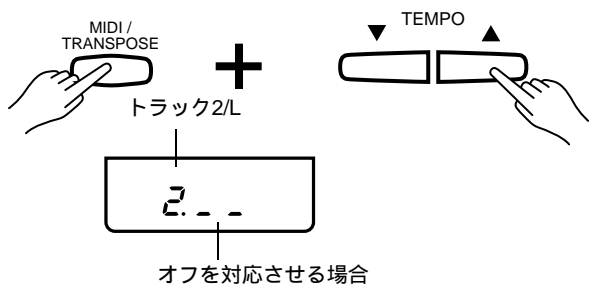 MIDI /
TRANSPOSE
TEMPO
▼ ▲
+
トラック2/L
2. _ _
オフを対応させる場合